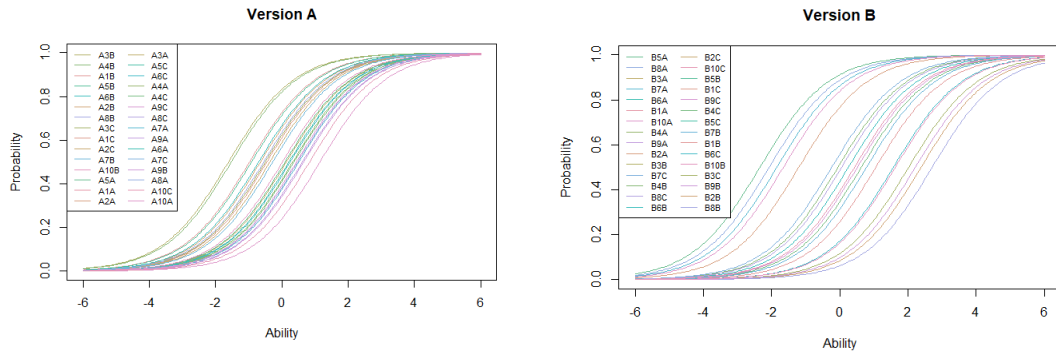 Version A
1.0
0.8
0.6
0.4
0.2
0.0
Probability
A3B A3A
A4B A5C
A1B A1B
A5B A6C
A6B A4A
A2B A4C
A8B A9C
A3C A8C
A1C A7A
A2C A9A
A7B A6A
A10B A7C
A5A A9B
A1A A8A
A2A A10C
A10A
-6 -4 -2 0 2 4 6
Ability
Version B
1.0
0.8
0.6
0.4
0.2
0.0
Probability
B5A B2C
B8A B10C
B3A B5B
B7A B1C
B6A B9C
B1A B4C
B10A B5C
B4A B7B
B9A B1B
B2A B6C
B3B B10B
B7C B3C
B4B B9B
B8C B2B
B6B B8B
-6 -4 -2 0 2 4 6
Ability